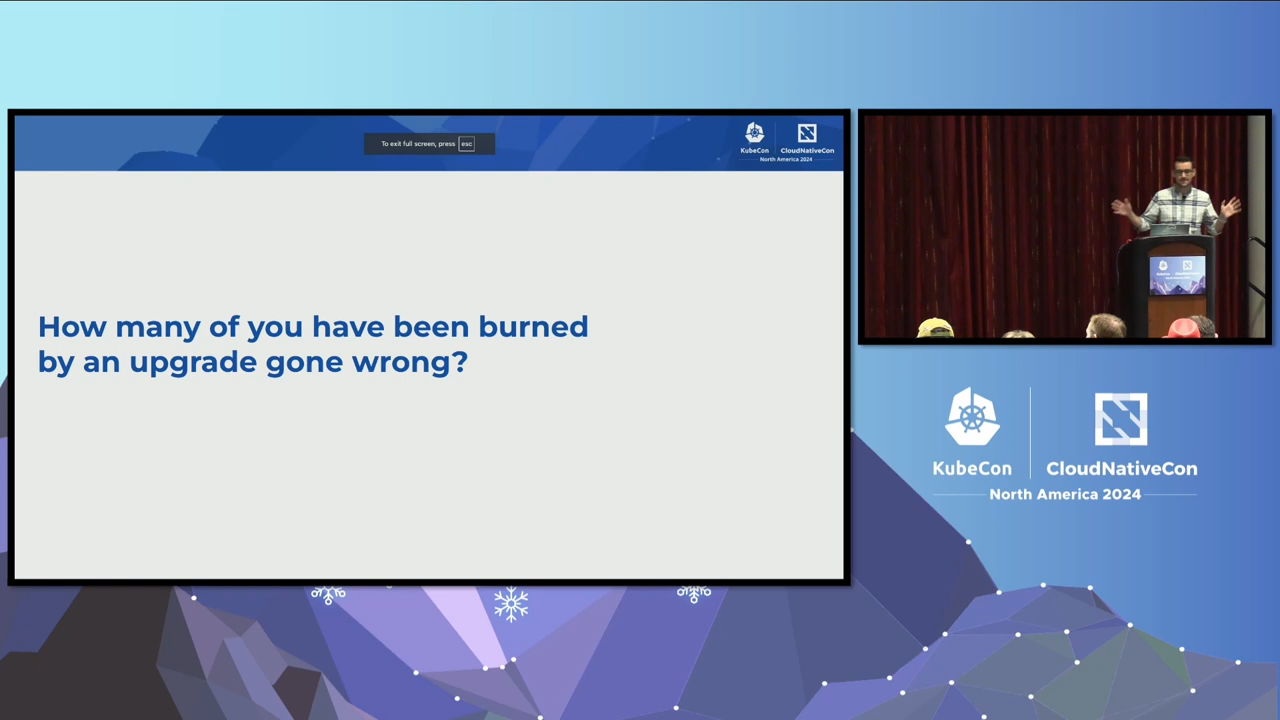 To exit full screen, press esc
KubeCon
CloudNativeCon
North America 2024
How many of you have been burned
by an upgrade gone wrong?
KubeCon
CloudNativeCon
North America 2024